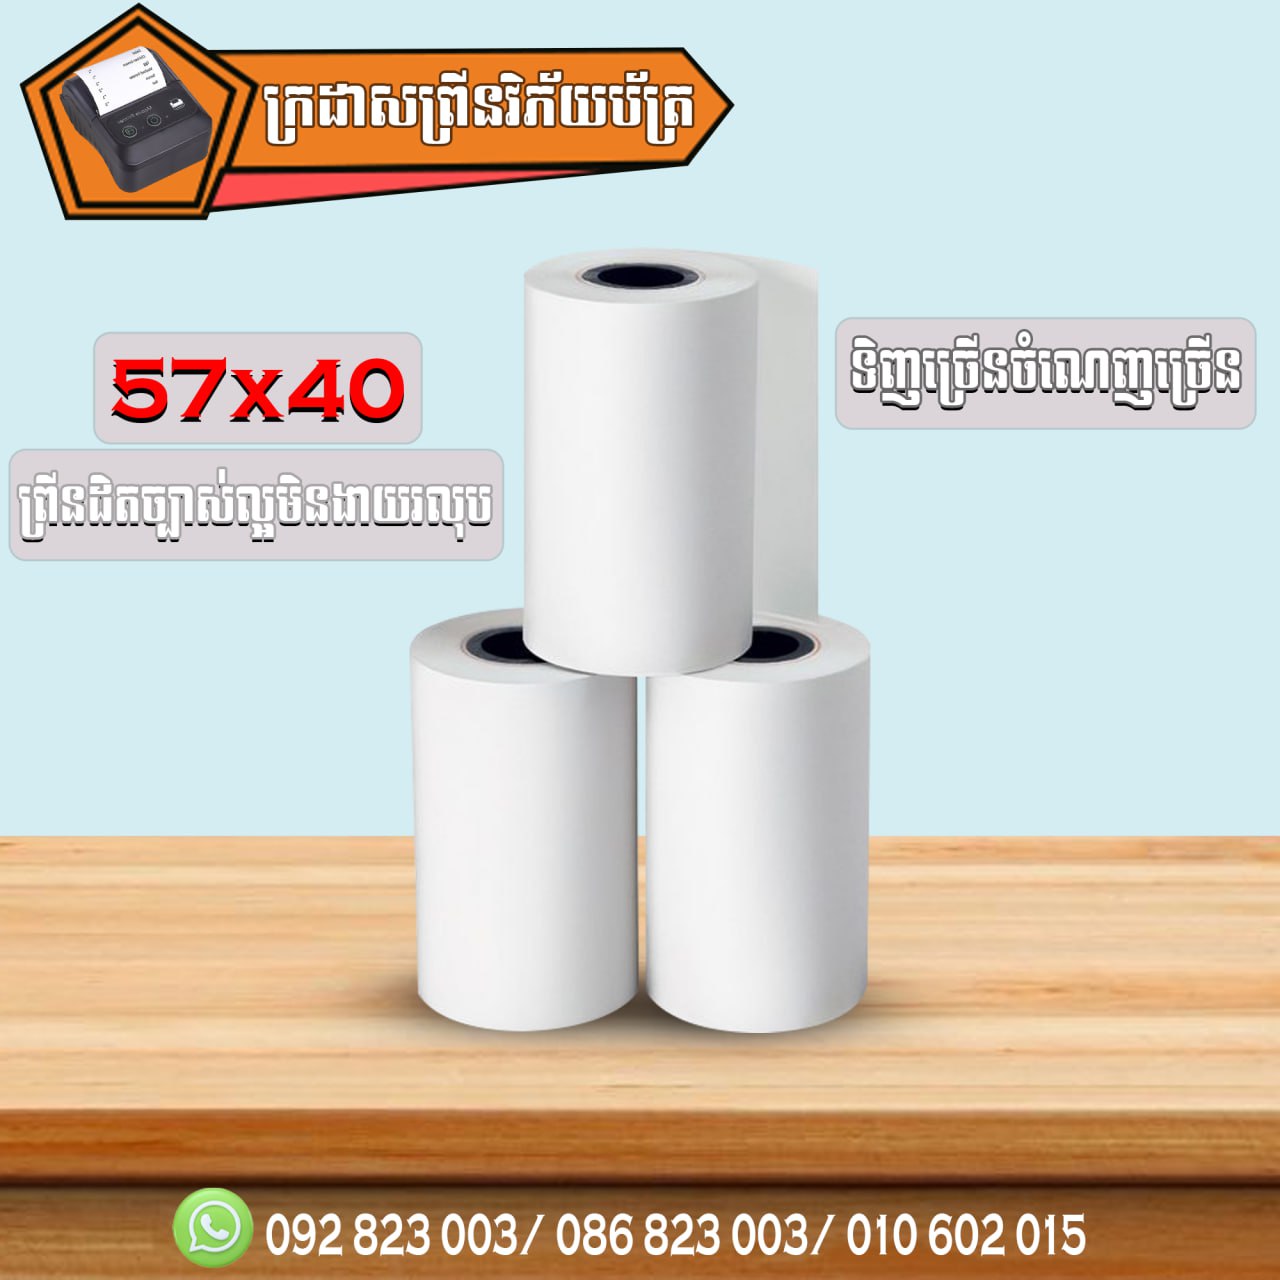 ក្រដាសព្រីនវិក័យប័ត្រ
57x40
ទិញច្រើនចំណេញច្រើន
ព្រីនដិតច្បាស់ល្អមិនងាយរលុប
092 823 003/ 086 823 003/ 010 602 015